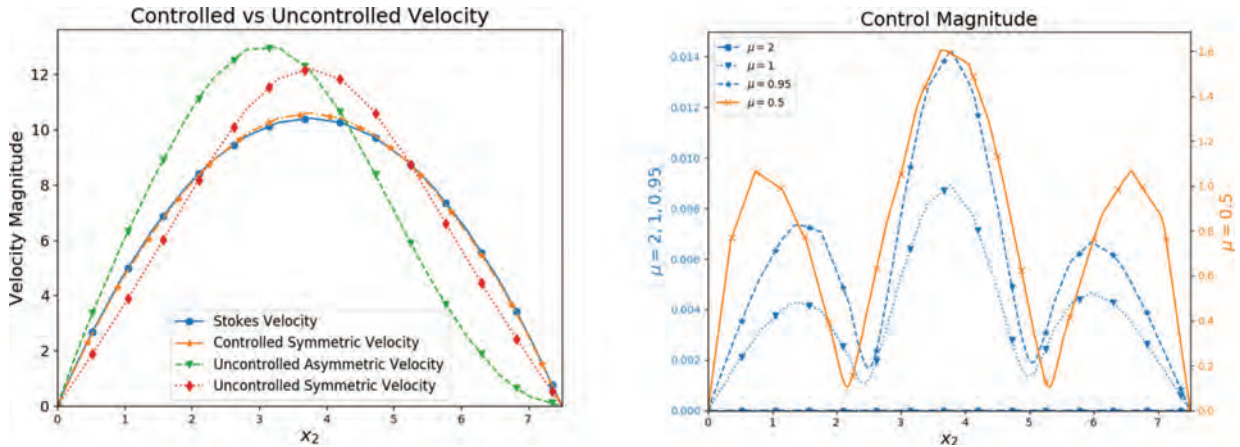 Controlled vs Uncontrolled Velocity
Velocity Magnitude
12
10
8
6
4
2
0
0 1 2 3 4 5 6 7
x₂
Stokes Velocity
Controlled Symmetric Velocity
Uncontrolled Asymmetric Velocity
Uncontrolled Symmetric Velocity
Control Magnitude
μ = 2, 1, 0.95
0.014
0.012
0.010
0.008
0.006
0.004
0.002
0.000
μ = 2
μ = 1
μ = 0.95
μ = 0.5
0 1 2 3 4 5 6 7
x₂
1.6
1.4
1.2
1.0
0.8
0.6
0.4
0.2
0.0
μ = 0.5